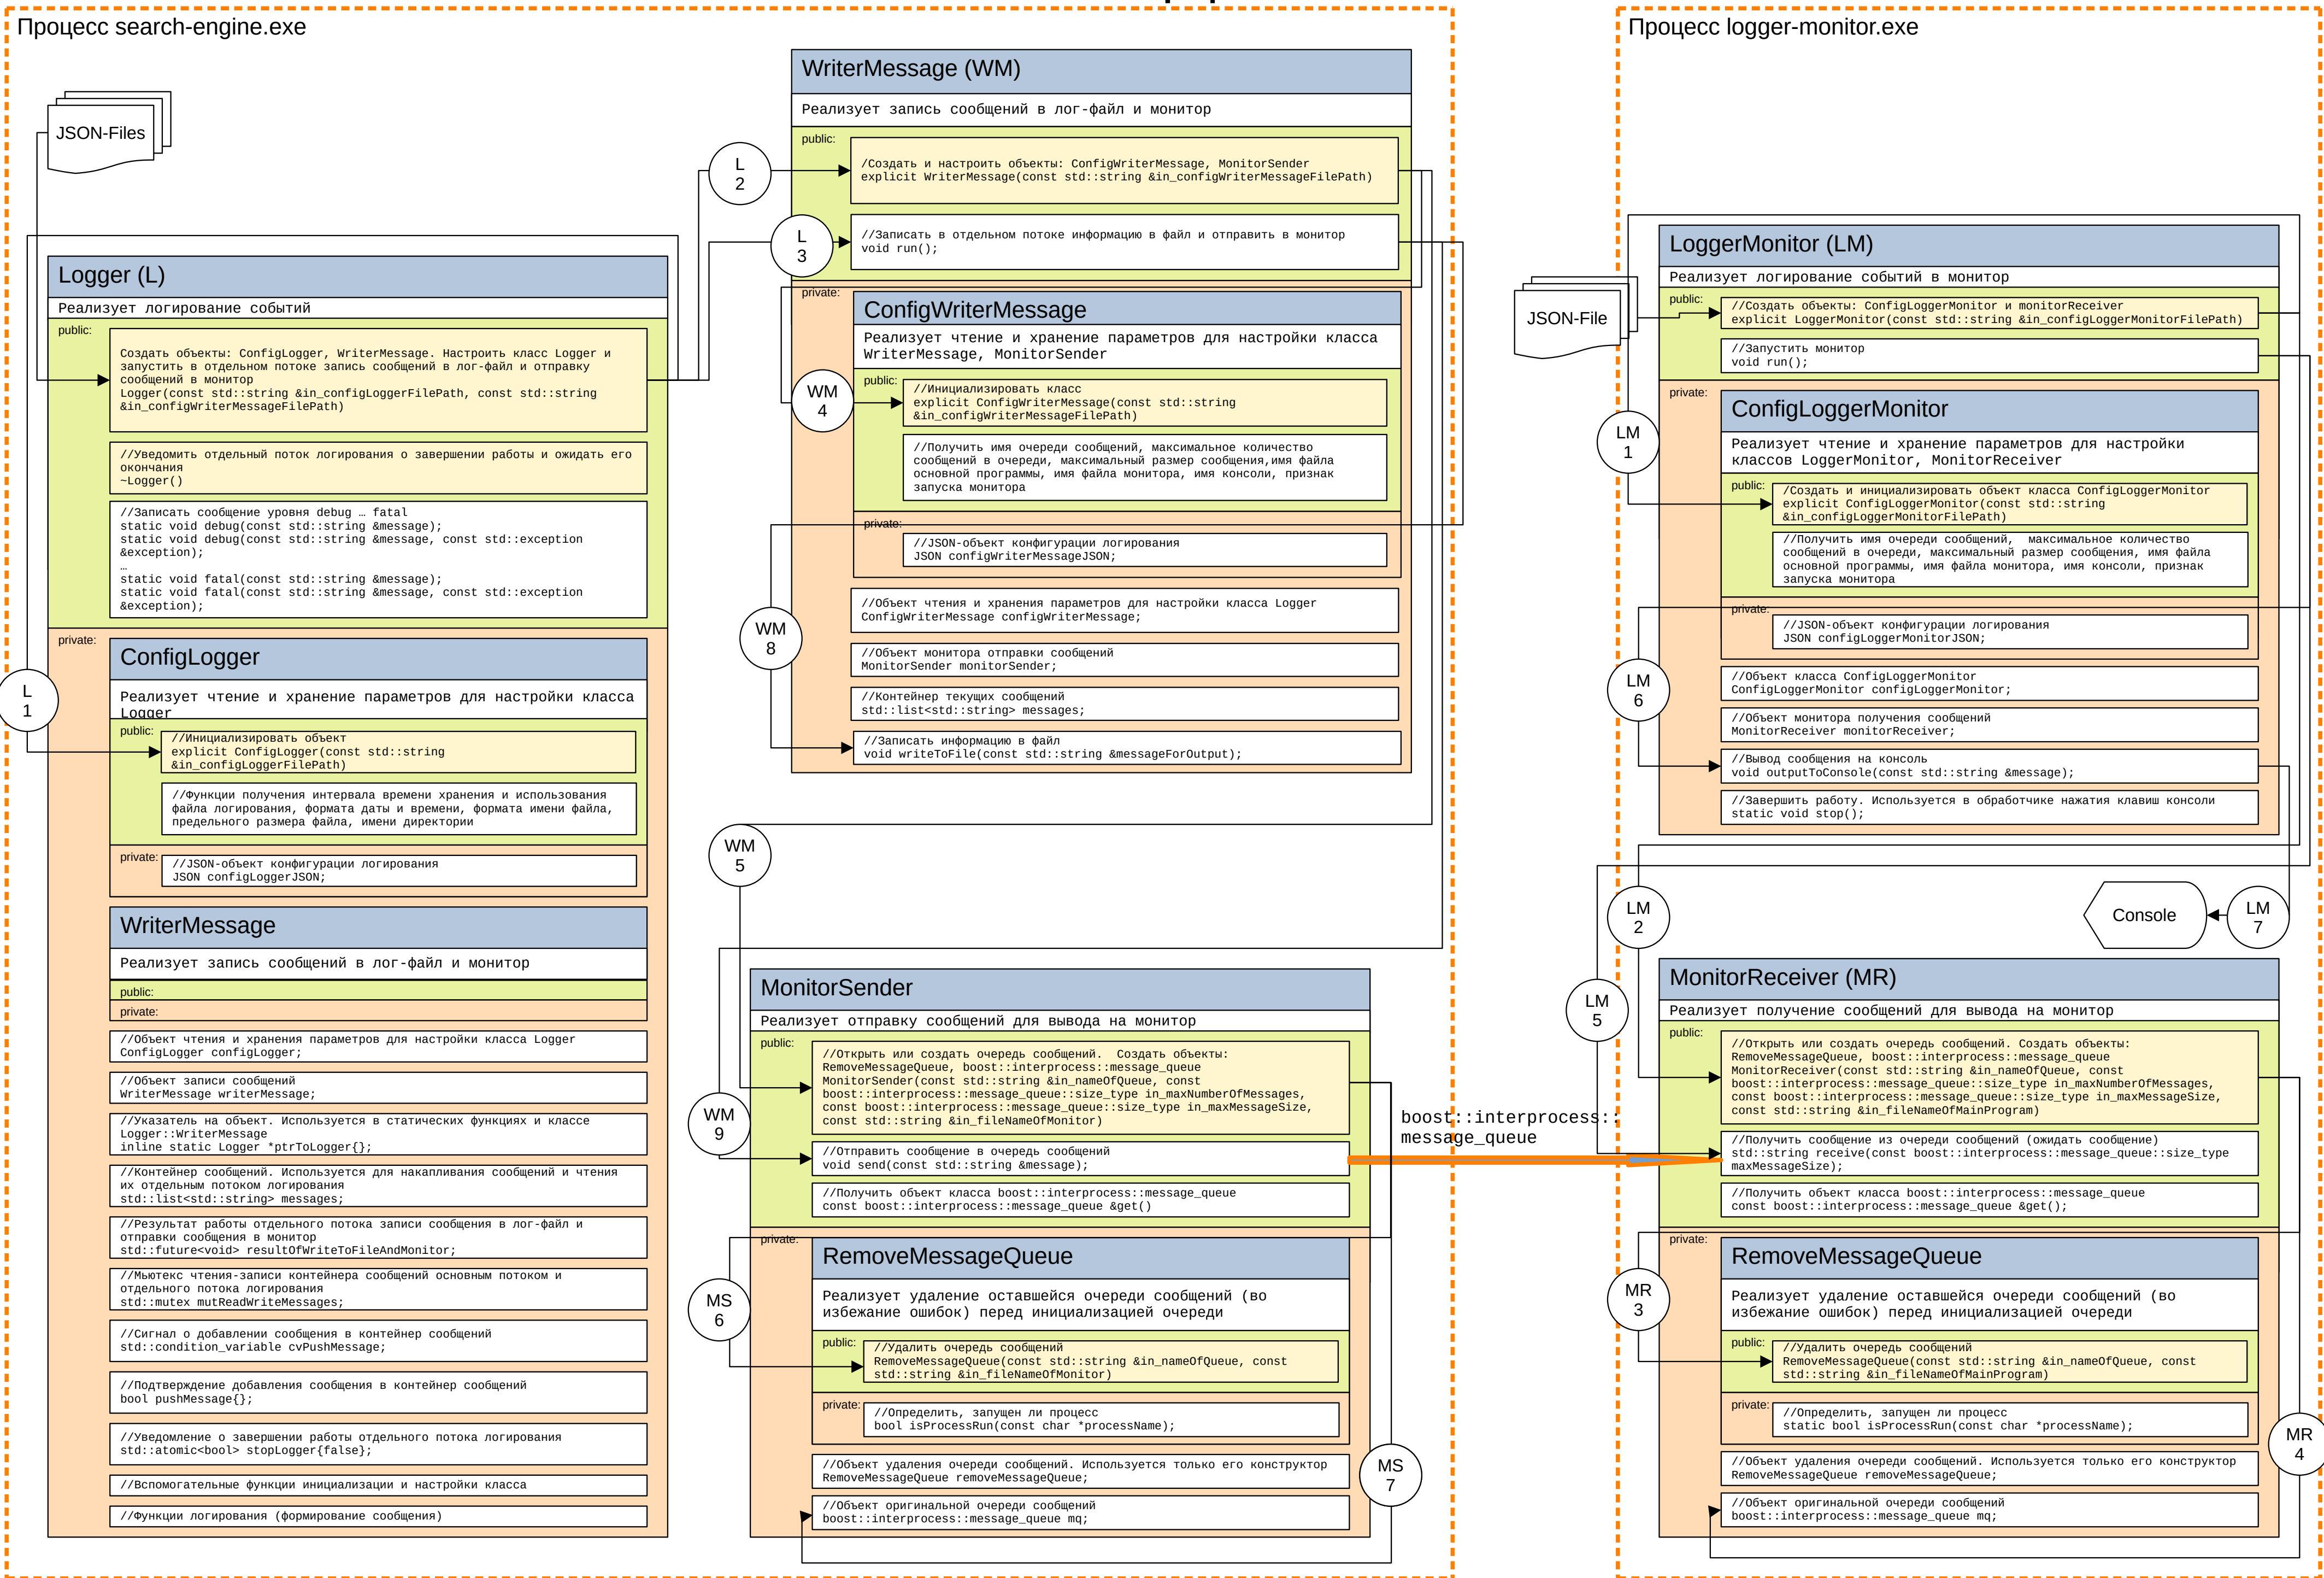 Процесс search-engine.exe
JSON-Files
Logger (L)
Реализует логирование событий
public:
Создать объекты: ConfigLogger, WriterMessage. Настроить класс Logger и
запустить в отдельном потоке запись сообщений в лог-файл и отправку
сообщений в монитор
Logger(const std::string &in_configLoggerFilePath, const std::string
&in_configWriterMessageFilePath)
//Уведомить отдельный поток логирования о завершении работы и ожидать его
окончания
~Logger()
//Записать сообщение уровня debug … fatal
static void debug(const std::string &message);
static void debug(const std::string &message, const std::exception
&exception);
…
static void fatal(const std::string &message);
static void fatal(const std::string &message, const std::exception
&exception);
private:
ConfigLogger
Реализует чтение и хранение параметров для настройки класса
Logger
L
1
public:
//Инициализировать объект
explicit ConfigLogger(const std::string
&in_configLoggerFilePath)
//Функции получения интервала времени хранения и использования
файла логирования, формата даты и времени, формата имени файла,
предельного размера файла, имени директории
private:
//JSON-объект конфигурации логирования
JSON configLoggerJSON;
WriterMessage
Реализует запись сообщений в лог-файл и монитор
public:
private:
//Объект чтения и хранения параметров для настройки класса Logger
ConfigLogger configLogger;
//Объект записи сообщений
WriterMessage writerMessage;
//Указатель на объект. Используется в статических функциях и классе
Logger::WriterMessage
inline static Logger *ptrToLogger{};
//Контейнер сообщений. Используется для накапливания сообщений и чтения
их отдельным потоком логирования
std::list<std::string> messages;
//Результат работы отдельного потока записи сообщения в лог-файл и
отправки сообщения в монитор
std::future<void> resultOfWriteToFileAndMonitor;
//Мьютекс чтения-записи контейнера сообщений основным потоком и
отдельного потока логирования
std::mutex mutReadWriteMessages;
//Сигнал о добавлении сообщения в контейнер сообщений
std::condition_variable cvPushMessage;
//Подтверждение добавления сообщения в контейнер сообщений
bool pushMessage{};
//Уведомление о завершении работы отдельного потока логирования
std::atomic<bool> stopLogger{false};
//Вспомогательные функции инициализации и настройки класса
//Функции логирования (формирование сообщения)
WriterMessage (WM)
Реализует запись сообщений в лог-файл и монитор
public:
L
2
/Создать и настроить объекты: ConfigWriterMessage, MonitorSender
explicit WriterMessage(const std::string &in_configWriterMessageFilePath)
L
3
//Записать в отдельном потоке информацию в файл и отправить в монитор
void run();
private:
ConfigWriterMessage
Реализует чтение и хранение параметров для настройки класса
WriterMessage, MonitorSender
WM
4
public:
//Инициализировать класс
explicit ConfigWriterMessage(const std::string
&in_configWriterMessageFilePath)
//Получить имя очереди сообщений, максимальное количество
сообщений в очереди, максимальный размер сообщения,имя файла
основной программы, имя файла монитора, имя консоли, признак
запуска монитора
private:
//JSON-объект конфигурации логирования
JSON configWriterMessageJSON;
WM
8
//Объект чтения и хранения параметров для настройки класса Logger
ConfigWriterMessage configWriterMessage;
//Объект монитора отправки сообщений
MonitorSender monitorSender;
//Контейнер текущих сообщений
std::list<std::string> messages;
//Записать информацию в файл
void writeToFile(const std::string &messageForOutput);
WM
5
MonitorSender
Реализует отправку сообщений для вывода на монитор
public:
//Открыть или создать очередь сообщений.  Создать объекты:
RemoveMessageQueue, boost::interprocess::message_queue
MonitorSender(const std::string &in_nameOfQueue, const
boost::interprocess::message_queue::size_type in_maxNumberOfMessages,
const boost::interprocess::message_queue::size_type in_maxMessageSize,
const std::string &in_fileNameOfMonitor)
WM
9
//Отправить сообщение в очередь сообщений
void send(const std::string &message);
//Получить объект класса boost::interprocess::message_queue
const boost::interprocess::message_queue &get()
private:
RemoveMessageQueue
Реализует удаление оставшейся очереди сообщений (во
избежание ошибок) перед инициализацией очереди
MS
6
public:
//Удалить очередь сообщений
RemoveMessageQueue(const std::string &in_nameOfQueue, const
std::string &in_fileNameOfMonitor)
private:
//Определить, запущен ли процесс
bool isProcessRun(const char *processName);
//Объект удаления очереди сообщений. Используется только его конструктор
RemoveMessageQueue removeMessageQueue;
MS
7
//Объект оригинальной очереди сообщений
boost::interprocess::message_queue mq;
boost::interprocess::
message_queue
Процесс logger-monitor.exe
JSON-File
LoggerMonitor (LM)
Реализует логирование событий в монитор
public:
//Создать объекты: ConfigLoggerMonitor и monitorReceiver
explicit LoggerMonitor(const std::string &in_configLoggerMonitorFilePath)
//Запустить монитор
void run();
private:
LM
1
ConfigLoggerMonitor
Реализует чтение и хранение параметров для настройки
классов LoggerMonitor, MonitorReceiver
public:
/Создать и инициализировать объект класса ConfigLoggerMonitor
explicit ConfigLoggerMonitor(const std::string
&in_configLoggerMonitorFilePath)
//Получить имя очереди сообщений,  максимальное количество
сообщений в очереди, максимальный размер сообщения, имя файла
основной программы, имя файла монитора, имя консоли, признак
запуска монитора
private:
//JSON-объект конфигурации логирования
JSON configLoggerMonitorJSON;
LM
6
//Объект класса ConfigLoggerMonitor
ConfigLoggerMonitor configLoggerMonitor;
//Объект монитора получения сообщений
MonitorReceiver monitorReceiver;
//Вывод сообщения на консоль
void outputToConsole(const std::string &message);
//Завершить работу. Используется в обработчике нажатия клавиш консоли
static void stop();
LM
2
Console
LM
7
LM
5
MonitorReceiver (MR)
Реализует получение сообщений для вывода на монитор
public:
//Открыть или создать очередь сообщений. Создать объекты:
RemoveMessageQueue, boost::interprocess::message_queue
MonitorReceiver(const std::string &in_nameOfQueue, const
boost::interprocess::message_queue::size_type in_maxNumberOfMessages,
const boost::interprocess::message_queue::size_type in_maxMessageSize,
const std::string &in_fileNameOfMainProgram)
//Получить сообщение из очереди сообщений (ожидать сообщение)
std::string receive(const boost::interprocess::message_queue::size_type
maxMessageSize);
//Получить объект класса boost::interprocess::message_queue
const boost::interprocess::message_queue &get();
private:
RemoveMessageQueue
Реализует удаление оставшейся очереди сообщений (во
избежание ошибок) перед инициализацией очереди
MR
3
public:
//Удалить очередь сообщений
RemoveMessageQueue(const std::string &in_nameOfQueue, const
std::string &in_fileNameOfMainProgram)
private:
//Определить, запущен ли процесс
static bool isProcessRun(const char *processName);
MR
4
//Объект удаления очереди сообщений. Используется только его конструктор
RemoveMessageQueue removeMessageQueue;
//Объект оригинальной очереди сообщений
boost::interprocess::message_queue mq;